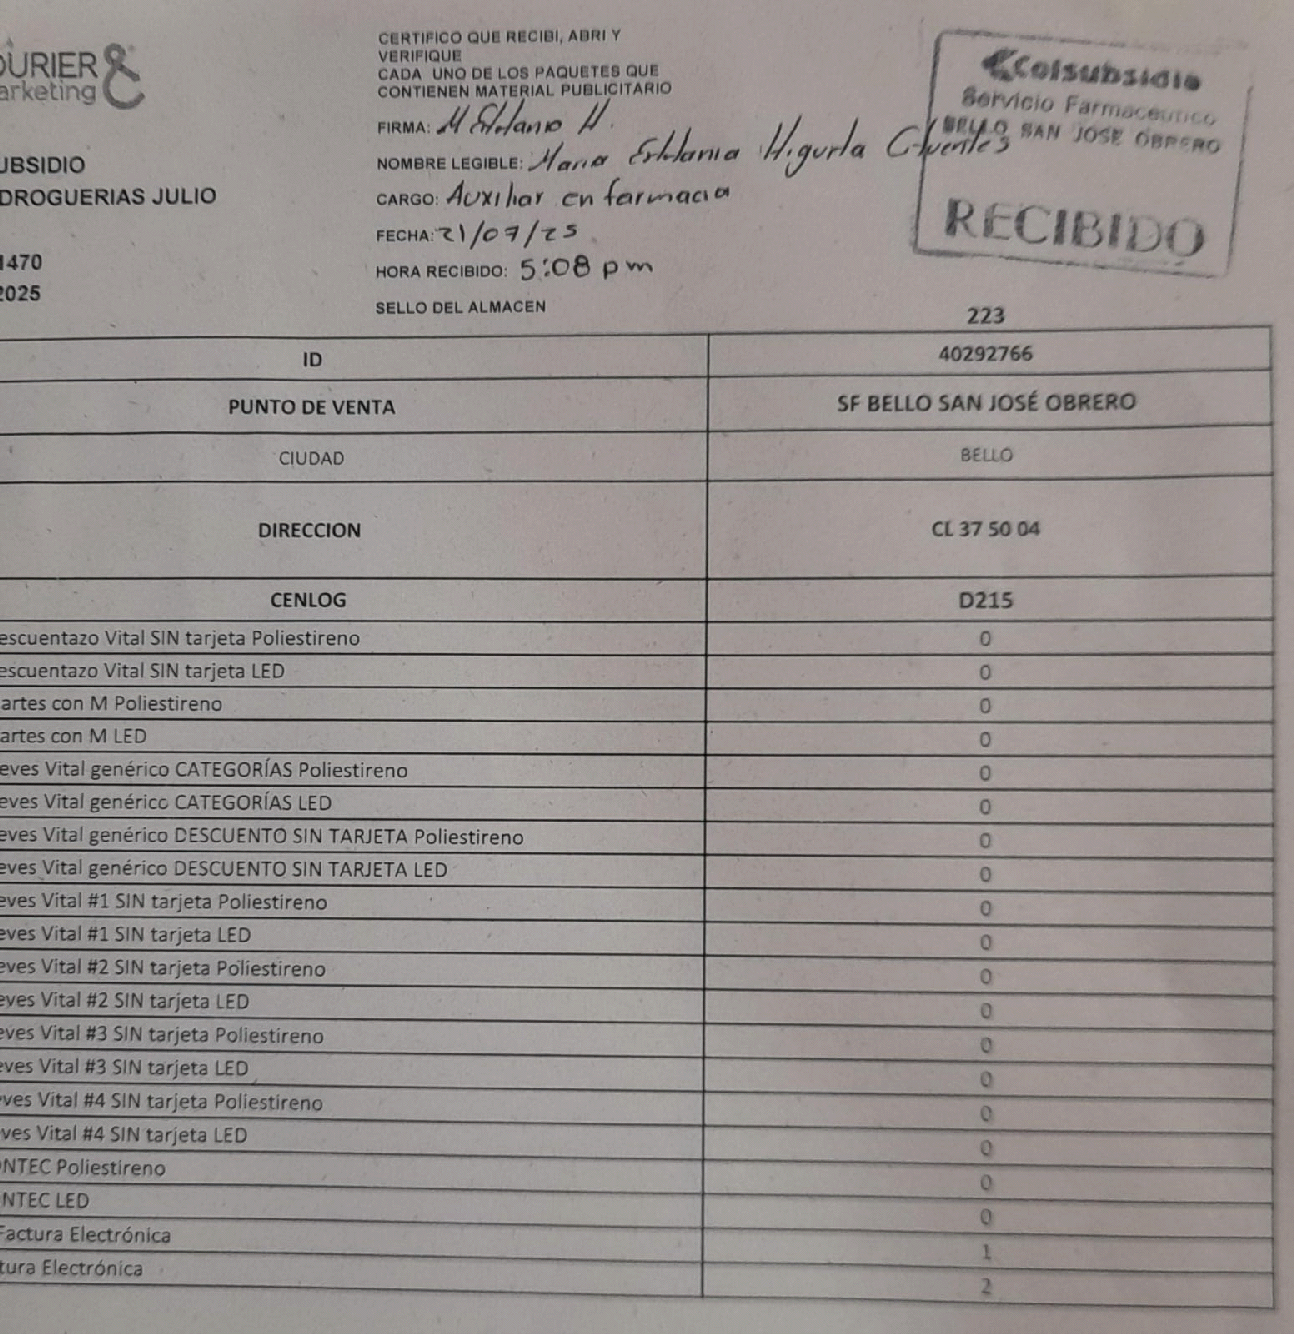 OURIER &
arketing
CERTIFICO QUE RECIBI, ABRI Y
VERIFIQUE
CADA UNO DE LOS PAQUETES QUE
CONTIENEN MATERIAL PUBLICITARIO
FIRMA: M Estefania H.
NOMBRE LEGIBLE: Maria Higuita Cifuentes
CARGO: Auxiliar en farmacia
FECHA: 21/07/25
HORA RECIBIDO: 5:08 pm
SELLO DEL ALMACEN
Colsubsidio
Servicio Farmaceutico
BELLO SAN JOSE OBRERO
RECIBIDO
UBSIDIO
DROGUERIAS JULIO
1470
2025
223
ID 40292766
PUNTO DE VENTA SF BELLO SAN JOSÉ OBRERO
CIUDAD BELLO
DIRECCION CL 37 50 04
CENLOG D215
escuentazo Vital SIN tarjeta Poliestireno 0
escuentazo Vital SIN tarjeta LED 0
artes con M Poliestireno 0
artes con M LED 0
eves Vital genérico CATEGORÍAS Poliestireno 0
eves Vital genérico CATEGORÍAS LED 0
eves Vital genérico DESCUENTO SIN TARJETA Poliestireno 0
eves Vital genérico DESCUENTO SIN TARJETA LED 0
eves Vital #1 SIN tarjeta Poliestireno 0
eves Vital #1 SIN tarjeta LED 0
eves Vital #2 SIN tarjeta Poliestireno 0
eves Vital #2 SIN tarjeta LED 0
eves Vital #3 SIN tarjeta Poliestireno 0
eves Vital #3 SIN tarjeta LED 0
ves Vital #4 SIN tarjeta Poliestireno 0
ves Vital #4 SIN tarjeta LED 0
ONTEC Poliestireno 0
NTEC LED 0
Factura Electrónica 1
tura Electrónica 2